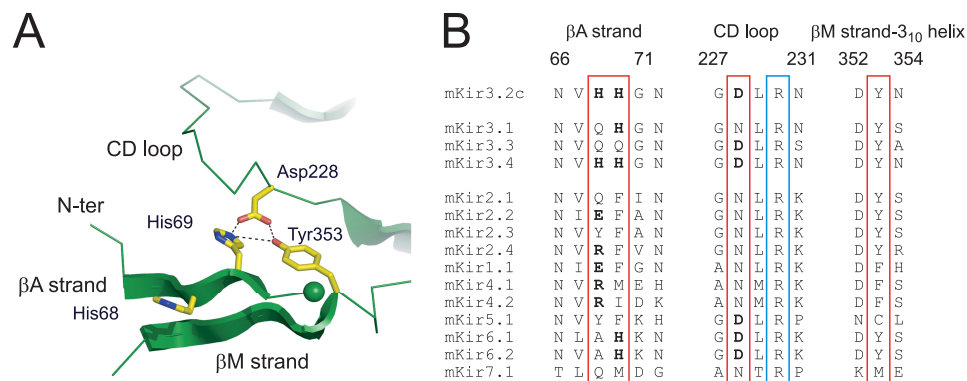 A
CD loop
Asp228
N-ter
His69
Tyr353
βA strand
His68
βM strand
B
βA strand CD loop βM strand-3₁₀ helix
66 71 227 231 352 354
mKir3.2c N V H H G N G D L R N D Y N
mKir3.1 N V Q H G N G N L R N D Y S
mKir3.3 N V Q Q G N G D L R S D Y A
mKir3.4 N V H H G N G D L R N D Y N
mKir2.1 N V Q F I N G N L R K D Y S
mKir2.2 N I E F A N G N L R K D Y S
mKir2.3 N V Y F A N G N L R K D Y S
mKir2.4 N V R F V N G N L R K D Y R
mKir1.1 N I E F G N A N L R K D F H
mKir4.1 N V R M E H A N M R K D F S
mKir4.2 N V R I D K A N M R K D F S
mKir5.1 N V Y F K H G D L R P N C L
mKir6.1 N L A H K N G D L R K D Y S
mKir6.2 N V A H K N G D L R K D Y S
mKir7.1 T L Q M D G A N T R P K M E